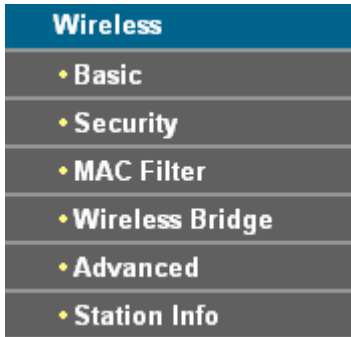 Wireless
• Basic
• Security
• MAC Filter
• Wireless Bridge
• Advanced
• Station Info